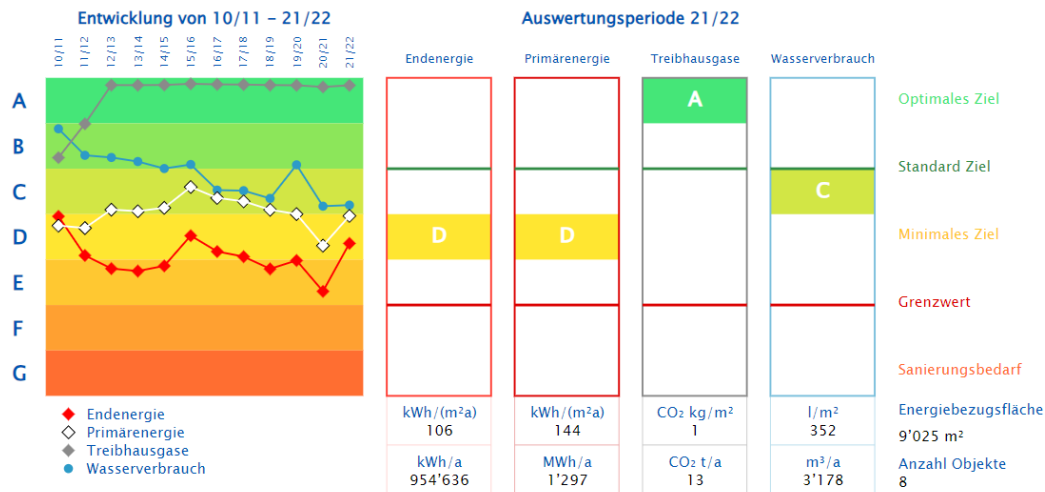 Entwicklung von 10/11 – 21/22
Auswertungsperiode 21/22
10/11 11/12 12/13 13/14 14/15 15/16 16/17 17/18 18/19 19/20 20/21 21/22
Endenergie Primärenergie Treibhausgase Wasserverbrauch
A
A
Optimales Ziel
B
Standard Ziel
C
C
D
D
D
Minimales Ziel
E
Grenzwert
F
G
Sanierungsbedarf
Endenergie
Primärenergie
Treibhausgase
Wasserverbrauch
kWh/(m²a) kWh/(m²a) CO₂ kg/m² l/m²
106 144 1 352
kWh/a MWh/a CO₂ t/a m³/a
954'636 1'297 13 3'178
Energiebezugsfläche
9'025 m²
Anzahl Objekte
8